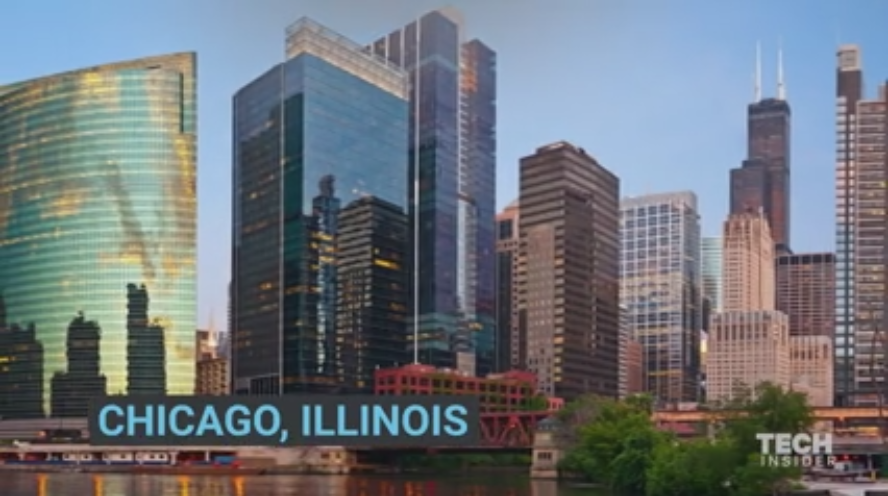 CHICAGO, ILLINOIS
TECH
INSIDER